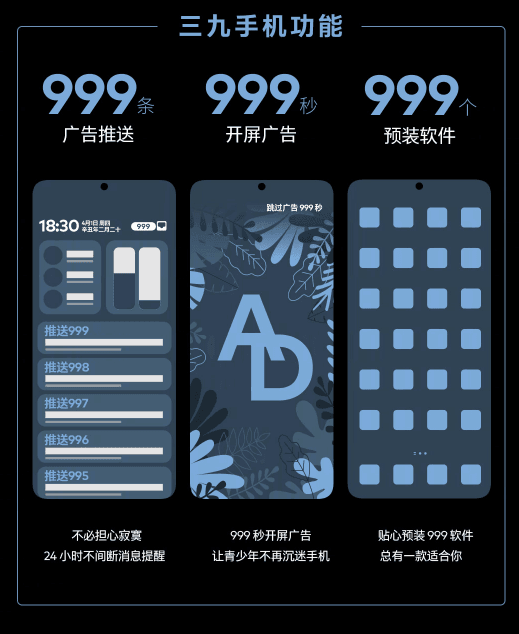 三九手机功能
999条
广告推送
999秒
开屏广告
999个
预装软件
18:30
4月1日 周四
辛丑年二月二十
999
推送999
推送998
推送997
推送996
推送995
跳过广告 999 秒
AD
不必担心寂寞
24 小时不间断消息提醒
999 秒开屏广告
让青少年不再沉迷手机
贴心预装 999 软件
总有一款适合你